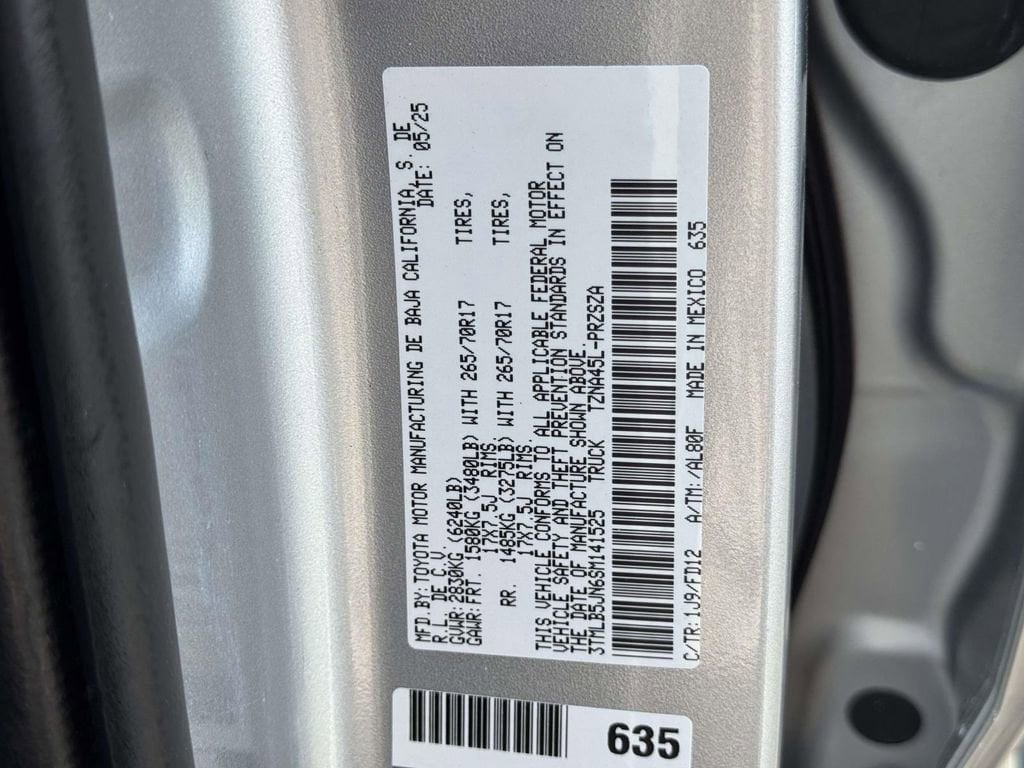 MFD.BY:TOYOTA MOTOR MANUFACTURING DE BAJA CALIFORNIA, S. DE
R.L. DE C.V. DATE: 05/25
GVWR:2830KG (6240LB)
GAWR:FRT. 1580KG (3480LB) WITH 265/70R17 TIRES,
17X7.5J RIMS.
RR. 1485KG (3275LB) WITH 265/70R17 TIRES,
17X7.5J RIMS.
THIS VEHICLE CONFORMS TO ALL APPLICABLE FEDERAL MOTOR
VEHICLE SAFETY AND THEFT PREVENTION STANDARDS IN EFFECT ON
THE DATE OF MANUFACTURE SHOWN ABOVE.
3TMLB5JN6SM141525 TRUCK TZNA45L-PRZSZA
C/TR:1J9/FD12 A/TM:/AL80F MADE IN MEXICO 635
635